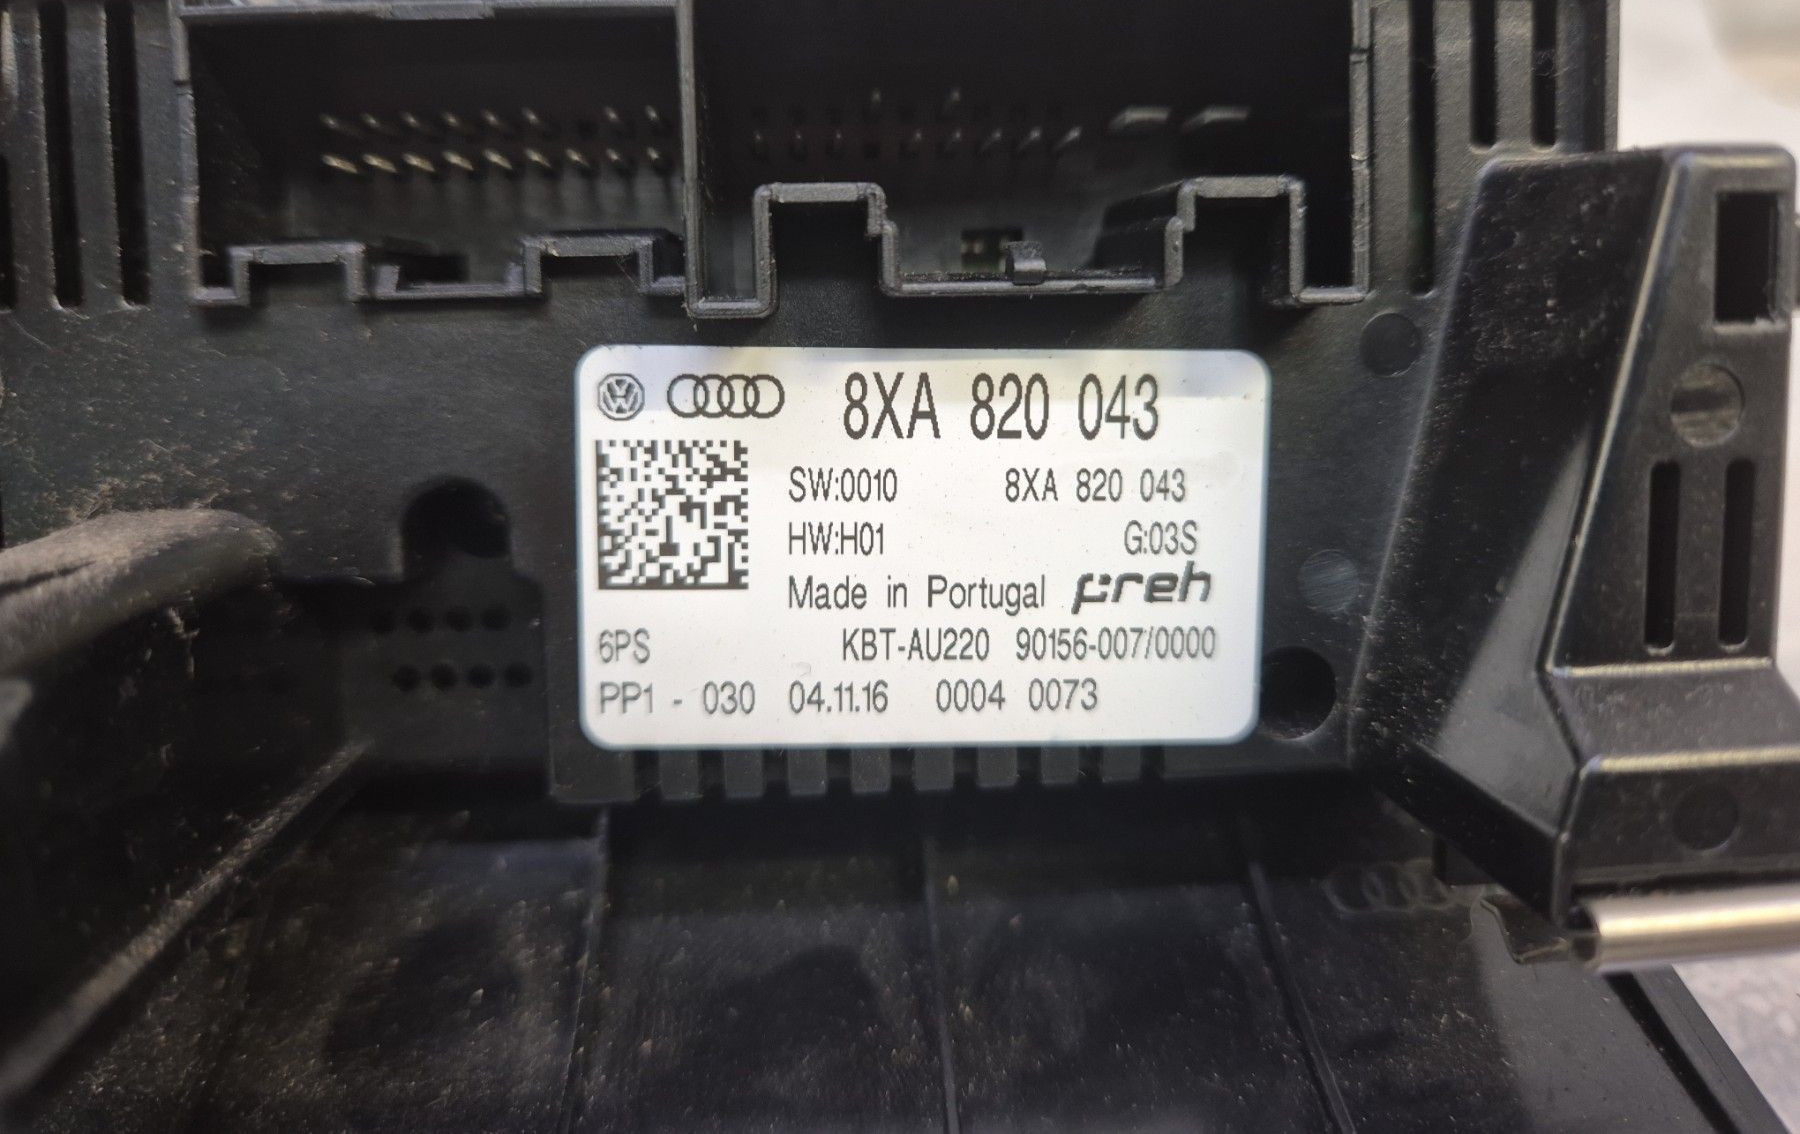 8XA 820 043
SW:0010 8XA 820 043
HW:H01 G:03S
Made in Portugal preh
6PS KBT-AU220 90156-007/0000
PP1 - 030 04.11.16 0004 0073